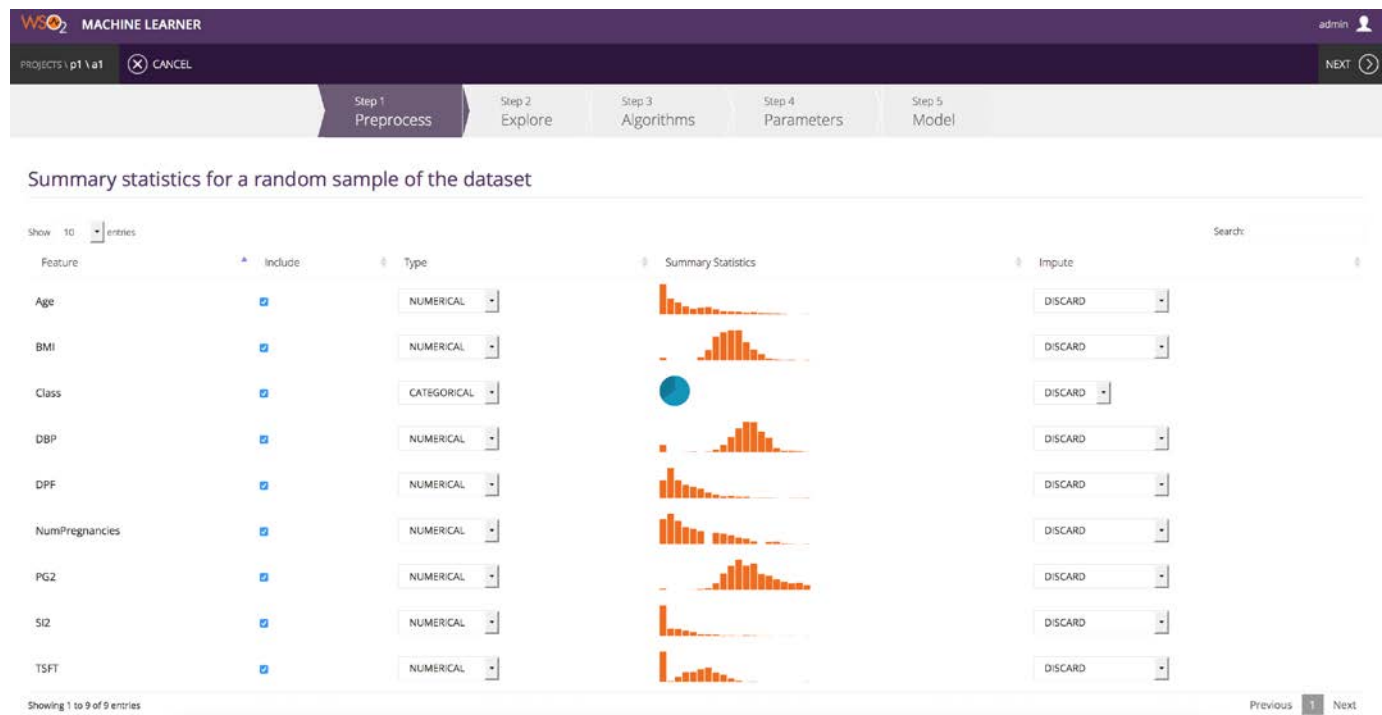 WSO2 MACHINE LEARNER admin
PROJECTS \ p1 \ a1 CANCEL NEXT
Step 1 Step 2 Step 3 Step 4 Step 5
Preprocess Explore Algorithms Parameters Model
Summary statistics for a random sample of the dataset
Show 10 entries Search:
Feature Include Type Summary Statistics Impute
Age NUMERICAL DISCARD
BMI NUMERICAL DISCARD
Class CATEGORICAL DISCARD
DBP NUMERICAL DISCARD
DPF NUMERICAL DISCARD
NumPregnancies NUMERICAL DISCARD
PG2 NUMERICAL DISCARD
SI2 NUMERICAL DISCARD
TSFT NUMERICAL DISCARD
Showing 1 to 9 of 9 entries Previous 1 Next